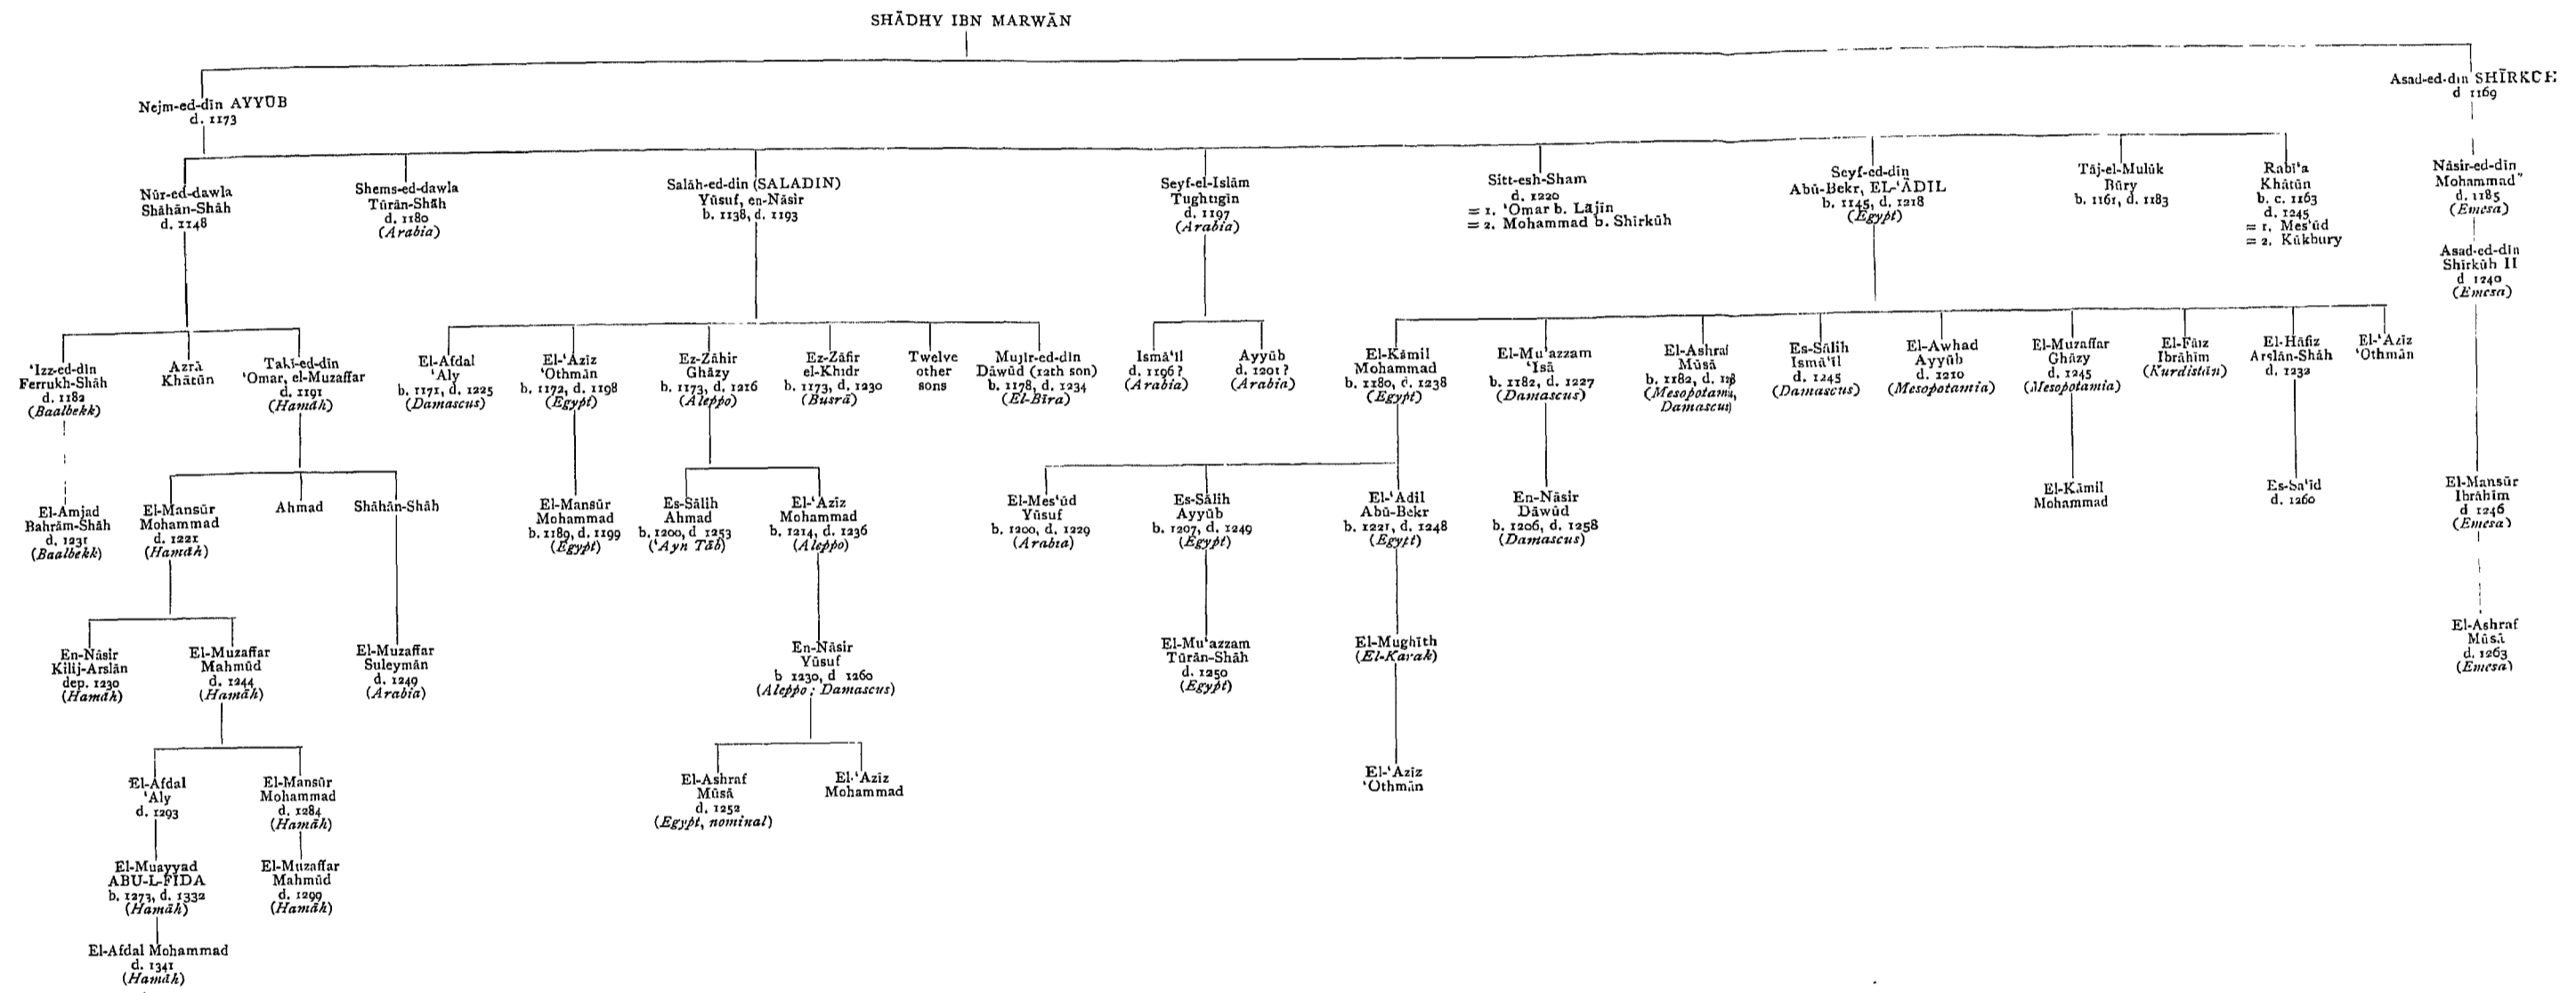 SHĀDHY IBN MARWĀN
Nejm-ed-dīn AYYŪB
d. 1173
Asad-ed-dīn SHĪRKŪH
d 1169
Nūr-ed-dawla
Shāhān-Shāh
d. 1148
Shems-ed-dawla
Tūrān-Shāh
d. 1180
(Arabia)
Salāh-ed-din (SALADIN)
Yūsuf, en-Nāsir
b. 1138, d. 1193
Seyf-el-Islām
Tughtigīn
d. 1197
(Arabia)
Sitt-esh-Sham
d. 1220
= 1. ‘Omar b. Lājīn
= 2. Mohammad b. Shirkūh
Seyf-ed-din
Abū-Bekr, EL-‘ĀDIL
b. 1145, d. 1218
(Egypt)
Tāj-el-Mulūk
Būry
b. 1161, d. 1183
Rabī‘a
Khātūn
b. c. 1163
d. 1245
= 1. Mes‘ūd
= 2. Kūkbury
Nāsir-ed-dīn
Mohammad
d. 1185
(Emesa)
Asad-ed-dīn
Shīrkūh II
d 1240
(Emesa)
‘Izz-ed-dīn
Ferrukh-Shāh
d. 1182
(Baalbekk)
Azrā
Khātūn
Takī-ed-dīn
‘Omar, el-Muzaffar
d. 1191
(Hamāh)
El-Afdal
‘Aly
b. 1171, d. 1225
(Damascus)
El-‘Azīz
‘Othmān
b. 1172, d. 1198
(Egypt)
Ez-Zāhir
Ghāzy
b. 1173, d. 1216
(Aleppo)
Ez-Zāfir
el-Khidr
b. 1173, d. 1230
(Busrā)
Twelve
other
sons
Mujīr-ed-dīn
Dāwūd (12th son)
b. 1178, d. 1234
(El-Bīra)
Ismā‘īl
d. 1196?
(Arabia)
Ayyūb
d. 1201?
(Arabia)
El-Kāmil
Mohammad
b. 1180, d. 1238
(Egypt)
El-Mu‘azzam
‘Isā
b. 1182, d. 1227
(Damascus)
El-Ashraf
Mūsā
b. 1182, d.
(Mesopotamia,
Damascus)
Es-Sālih
Ismā‘īl
d. 1245
(Damascus)
El-Awhad
Ayyūb
d. 1210
(Mesopotamia)
El-Muzaffar
Ghāzy
d. 1245
(Mesopotamia)
El-Fāiz
Ibrāhīm
(Kurdistān)
El-Hāfiz
Arslān-Shāh
d. 1232
El-‘Azīz
‘Othmān
El-Amjad
Bahrām-Shāh
d. 1231
(Baalbekk)
El-Mansūr
Mohammad
d. 1221
(Hamāh)
Ahmad
Shāhān-Shāh
El-Mansūr
Mohammad
b. 1189, d. 1199
(Egypt)
Es-Sālih
Ahmad
b. 1200, d 1253
(‘Ayn Tāb)
El-‘Azīz
Mohammad
b. 1214, d. 1236
(Aleppo)
El-Mes‘ūd
Yūsuf
b. 1200, d. 1229
(Arabia)
Es-Sālih
Ayyūb
b. 1207, d. 1249
(Egypt)
El-‘Adil
Abū-Bekr
b. 1221, d. 1248
(Egypt)
En-Nāsir
Dāwūd
b. 1206, d. 1258
(Damascus)
El-Kāmil
Mohammad
Es-Sa‘īd
d. 1260
El-Mansūr
Ibrāhīm
d 1246
(Emesa)
En-Nāsir
Kilij-Arslān
dep. 1230
(Hamāh)
El-Muzaffar
Mahmūd
d. 1244
(Hamāh)
El-Muzaffar
Suleymān
d. 1249
(Arabia)
En-Nāsir
Yūsuf
b 1230, d 1260
(Aleppo; Damascus)
El-Mu‘azzam
Tūrān-Shāh
d. 1250
(Egypt)
El-Mughīth
(El-Karak)
El-Ashraf
Mūsā
d. 1263
(Emesa)
El-Afdal
‘Aly
d. 1293
El-Mansūr
Mohammad
d. 1284
(Hamāh)
El-Ashraf
Mūsā
d. 1252
(Egypt, nominal)
El-‘Azīz
Mohammad
El-‘Azīz
‘Othmān
El-Muayyad
ABU-L-FIDA
b. 1273, d. 1332
(Hamāh)
El-Muzaffar
Mahmūd
d. 1299
(Hamāh)
El-Afdal Mohammad
d. 1341
(Hamāh)